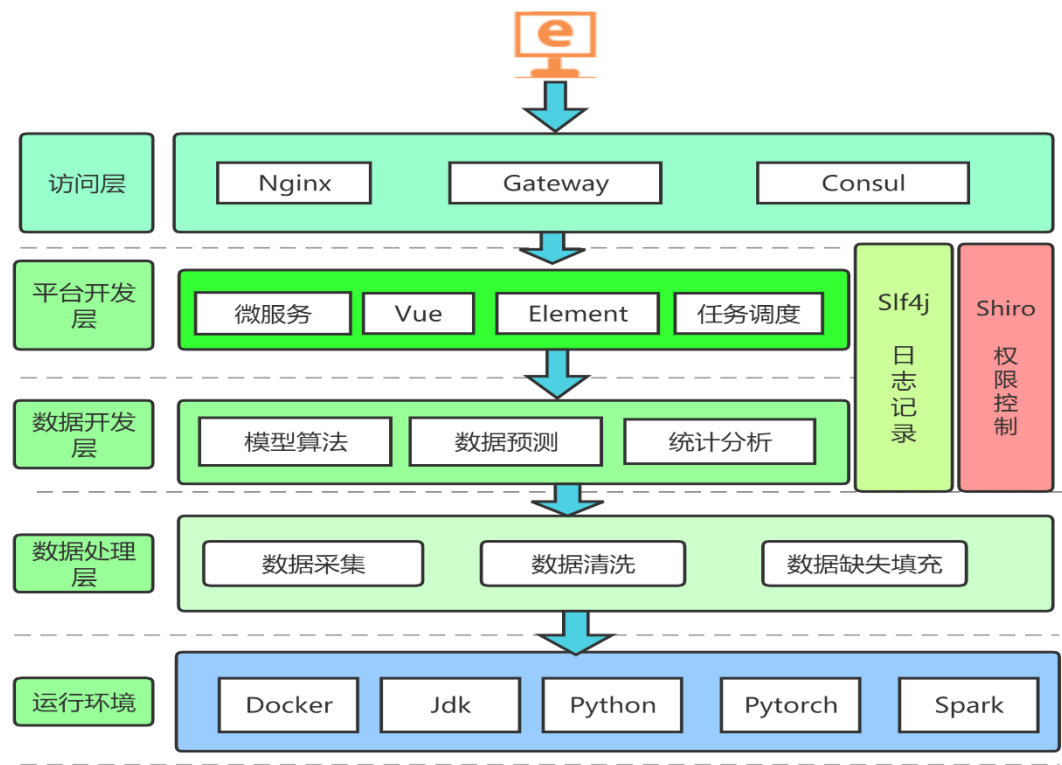 e
访问层
Nginx
Gateway
Consul
平台开发
层
微服务
Vue
Element
任务调度
Slf4j
日
志
记
录
Shiro
权
限
控
制
数据开发
层
模型算法
数据预测
统计分析
数据处理
层
数据采集
数据清洗
数据缺失填充
运行环境
Docker
Jdk
Python
Pytorch
Spark